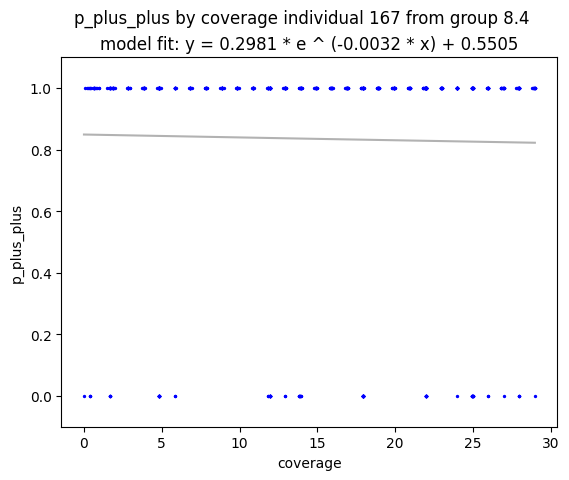 p_plus_plus by coverage individual 167 from group 8.4
model fit: y = 0.2981 * e ^ (-0.0032 * x) + 0.5505
1.0
0.8
0.6
0.4
0.2
0.0
p_plus_plus
0 5 10 15 20 25 30
coverage